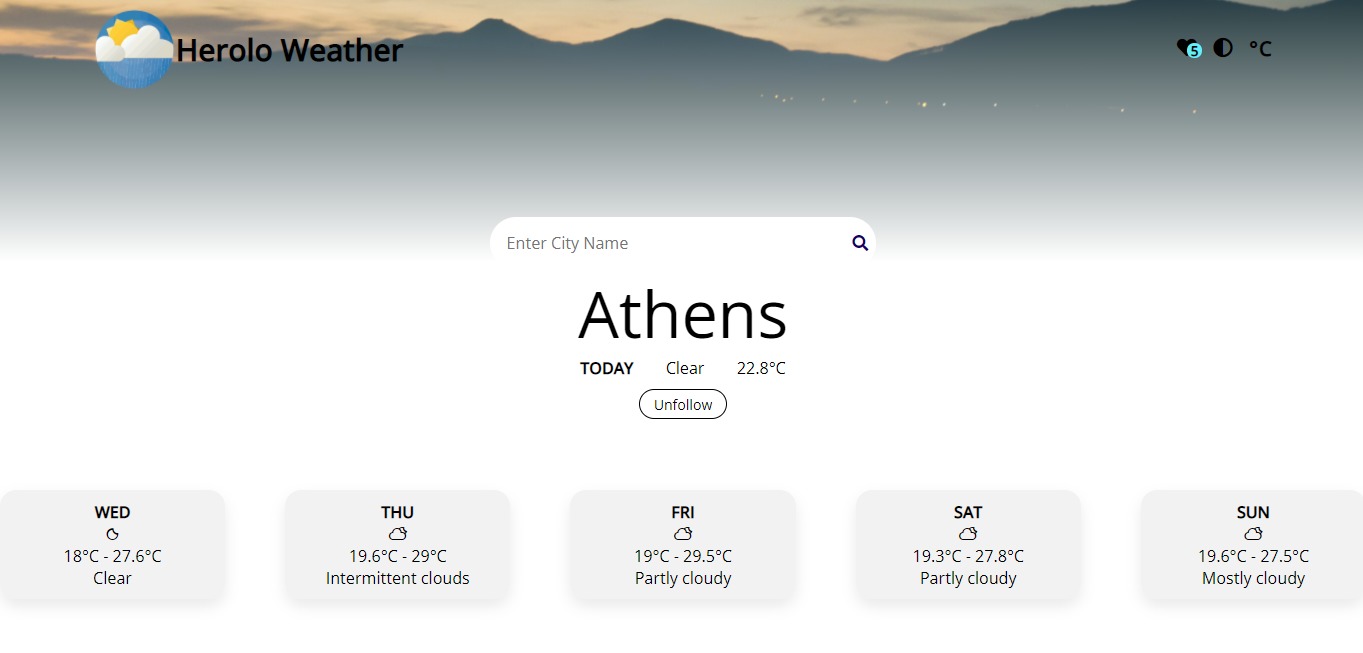 Herolo Weather
5
°C
Enter City Name
Athens
TODAY Clear 22.8°C
Unfollow
WED
18°C - 27.6°C
Clear
THU
19.6°C - 29°C
Intermittent clouds
FRI
19°C - 29.5°C
Partly cloudy
SAT
19.3°C - 27.8°C
Partly cloudy
SUN
19.6°C - 27.5°C
Mostly cloudy